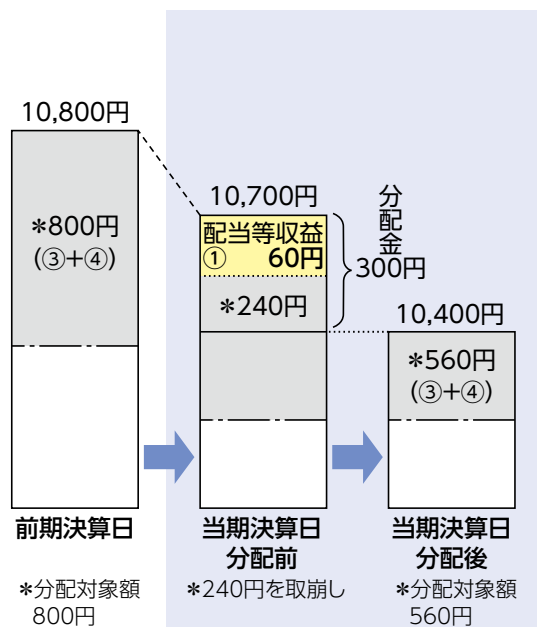 10,800円
*800円
(③+④)
前期決算日
*分配対象額
800円
10,700円
配当等収益
① 60円
*240円
分配金
300円
当期決算日
分配前
*240円を取崩し
10,400円
*560円
(③+④)
当期決算日
分配後
*分配対象額
560円